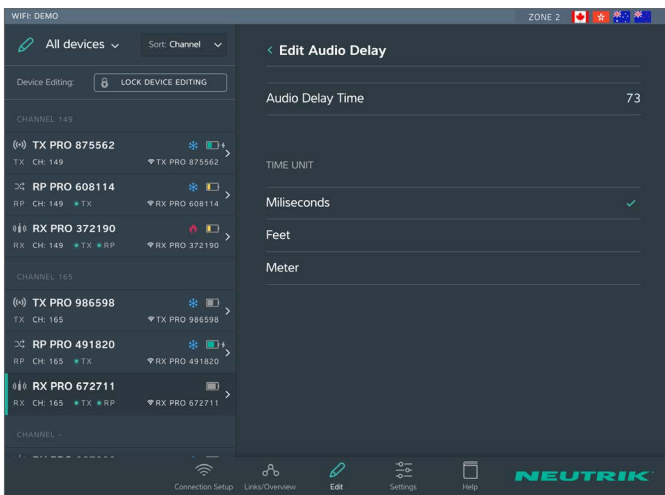 WIFI: DEMO
ZONE 2
All devices
Sort: Channel
Device Editing:
LOCK DEVICE EDITING
CHANNEL 149
TX PRO 875562
TX CH: 149 TX PRO 875562
RP PRO 608114
RP CH: 149 TX RX PRO 608114
RX PRO 372190
RX CH: 149 TX RP RX PRO 372190
CHANNEL 165
TX PRO 986598
TX CH: 165 TX PRO 986598
RP PRO 491820
RP CH: 165 TX RX PRO 491820
RX PRO 672711
RX CH: 165 TX RP RX PRO 672711
CHANNEL -
Edit Audio Delay
Audio Delay Time 73
TIME UNIT
Miliseconds
Feet
Meter
Connection Setup
Links/Overview
Edit
Settings
Help
NEUTRIK